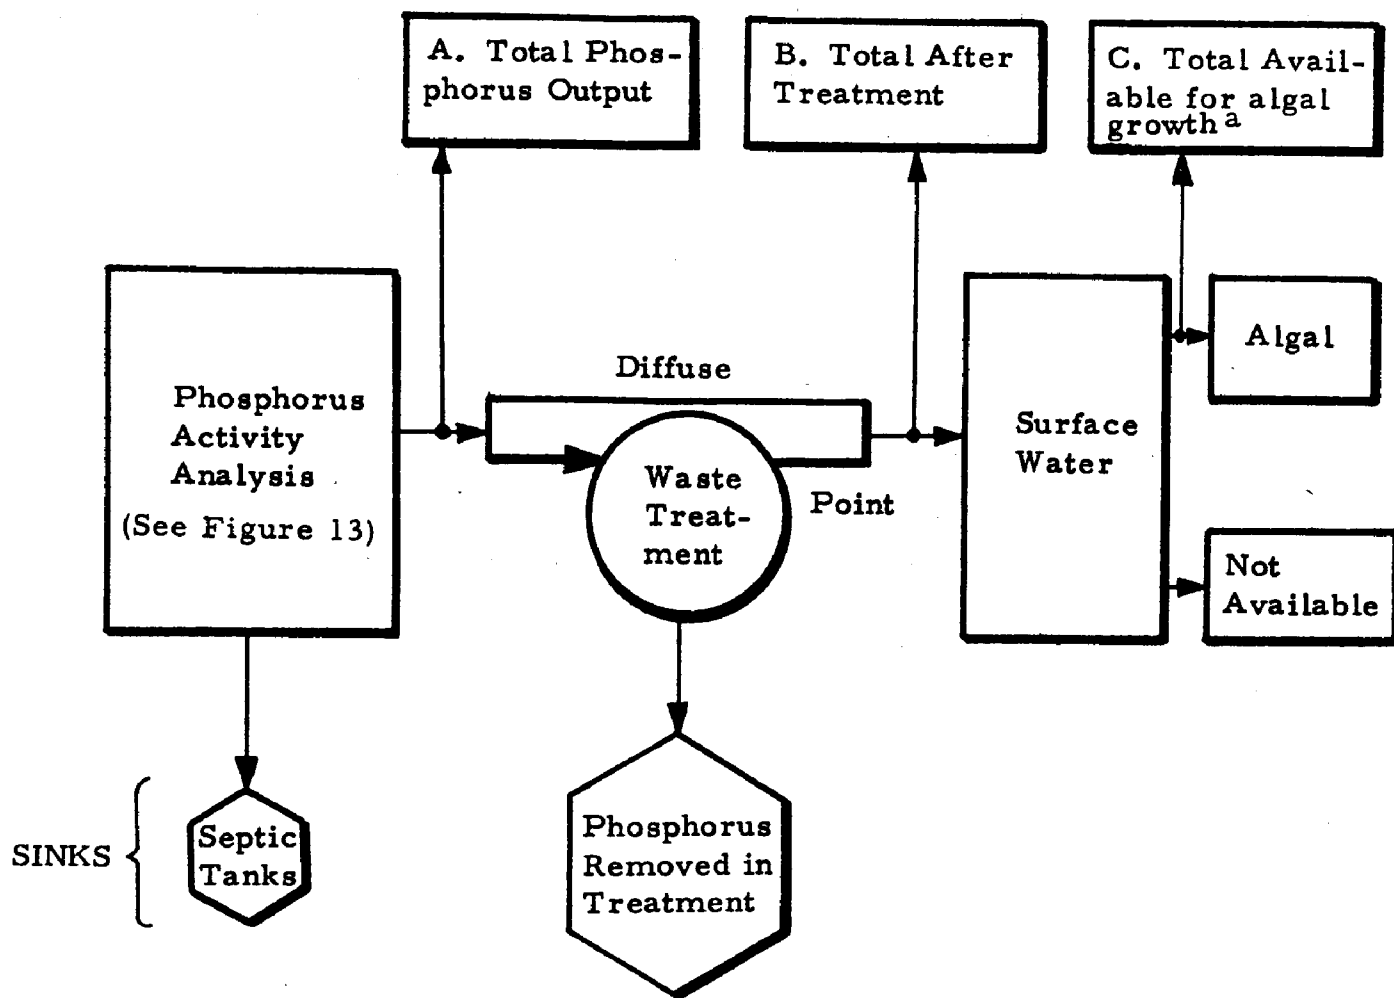 A. Total Phos-
phorus Output
B. Total After
Treatment
C. Total Avail-
able for algal
growth a
Phosphorus
Activity
Analysis
(See Figure 13)
Diffuse
Waste
Treat-
ment
Point
Surface
Water
Algal
Not
Available
SINKS
Septic
Tanks
Phosphorus
Removed in
Treatment